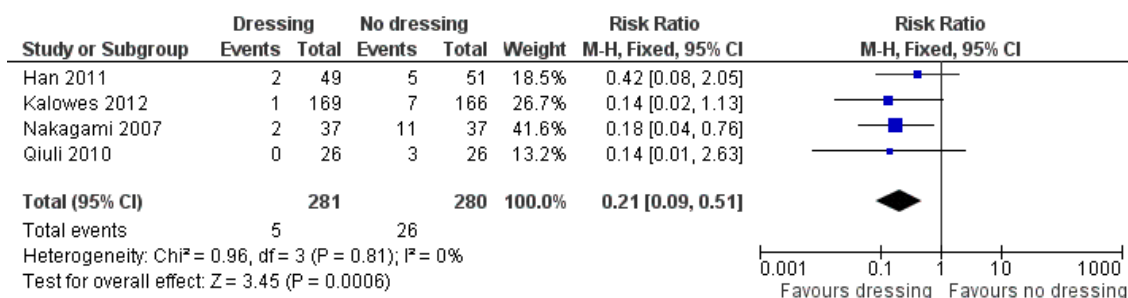 Dressing No dressing Risk Ratio Risk Ratio
Study or Subgroup Events Total Events Total Weight M-H, Fixed, 95% CI M-H, Fixed, 95% CI
Han 2011 2 49 5 51 18.5% 0.42 [0.08, 2.05]
Kalowes 2012 1 169 7 166 26.7% 0.14 [0.02, 1.13]
Nakagami 2007 2 37 11 37 41.6% 0.18 [0.04, 0.76]
Qiuli 2010 0 26 3 26 13.2% 0.14 [0.01, 2.63]
Total (95% CI) 281 280 100.0% 0.21 [0.09, 0.51]
Total events 5 26
Heterogeneity: Chi² = 0.96, df = 3 (P = 0.81); I² = 0%
Test for overall effect: Z = 3.45 (P = 0.0006)
0.001 0.1 1 10 1000
Favours dressing Favours no dressing